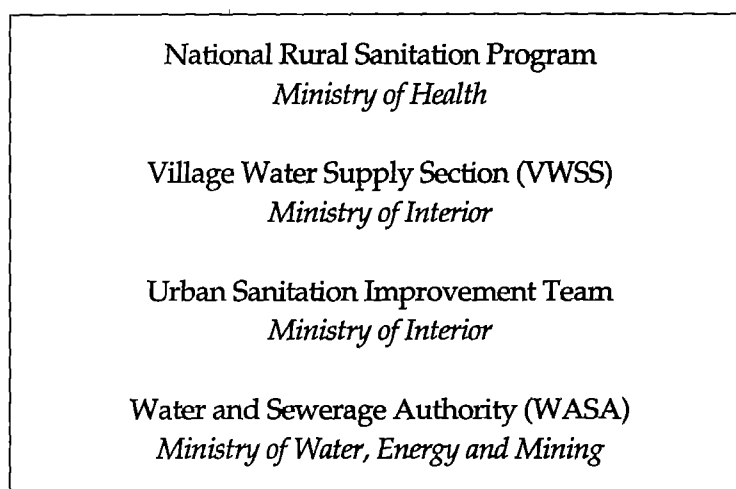 National Rural Sanitation Program
Ministry of Health
Village Water Supply Section (VWSS)
Ministry of Interior
Urban Sanitation Improvement Team
Ministry of Interior
Water and Sewerage Authority (WASA)
Ministry of Water, Energy and Mining